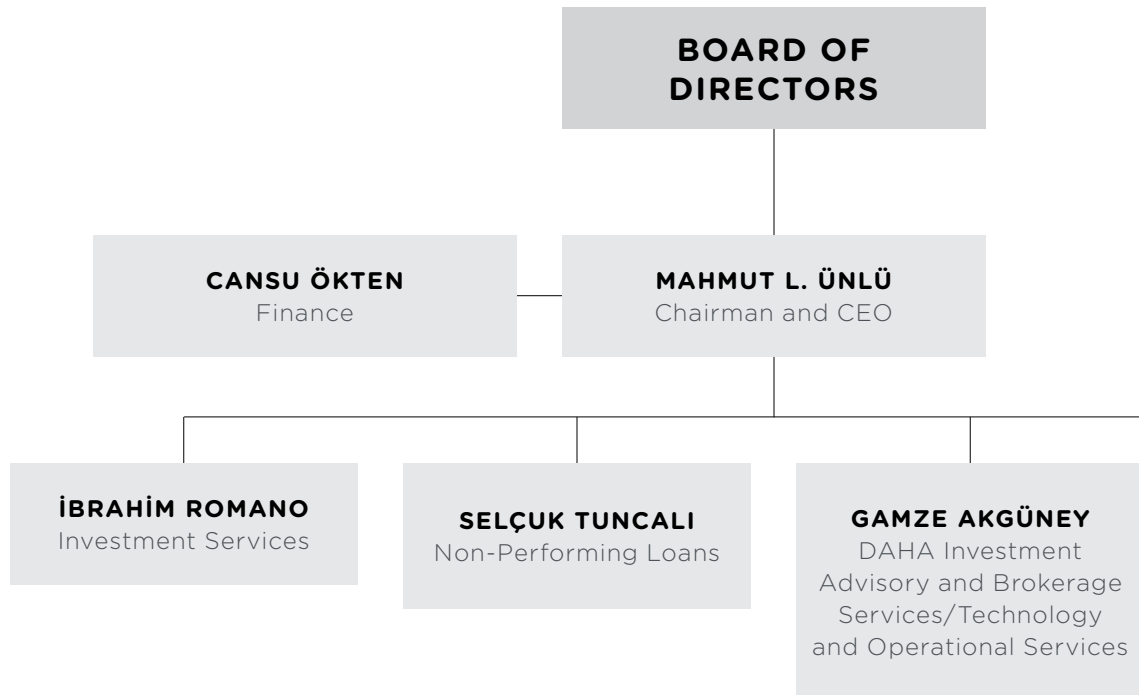 BOARD OF
DIRECTORS
CANSU ÖKTEN
Finance
MAHMUT L. ÜNLÜ
Chairman and CEO
İBRAHİM ROMANO
Investment Services
SELÇUK TUNCALI
Non-Performing Loans
GAMZE AKGÜNEY
DAHA Investment
Advisory and Brokerage
Services/Technology
and Operational Services